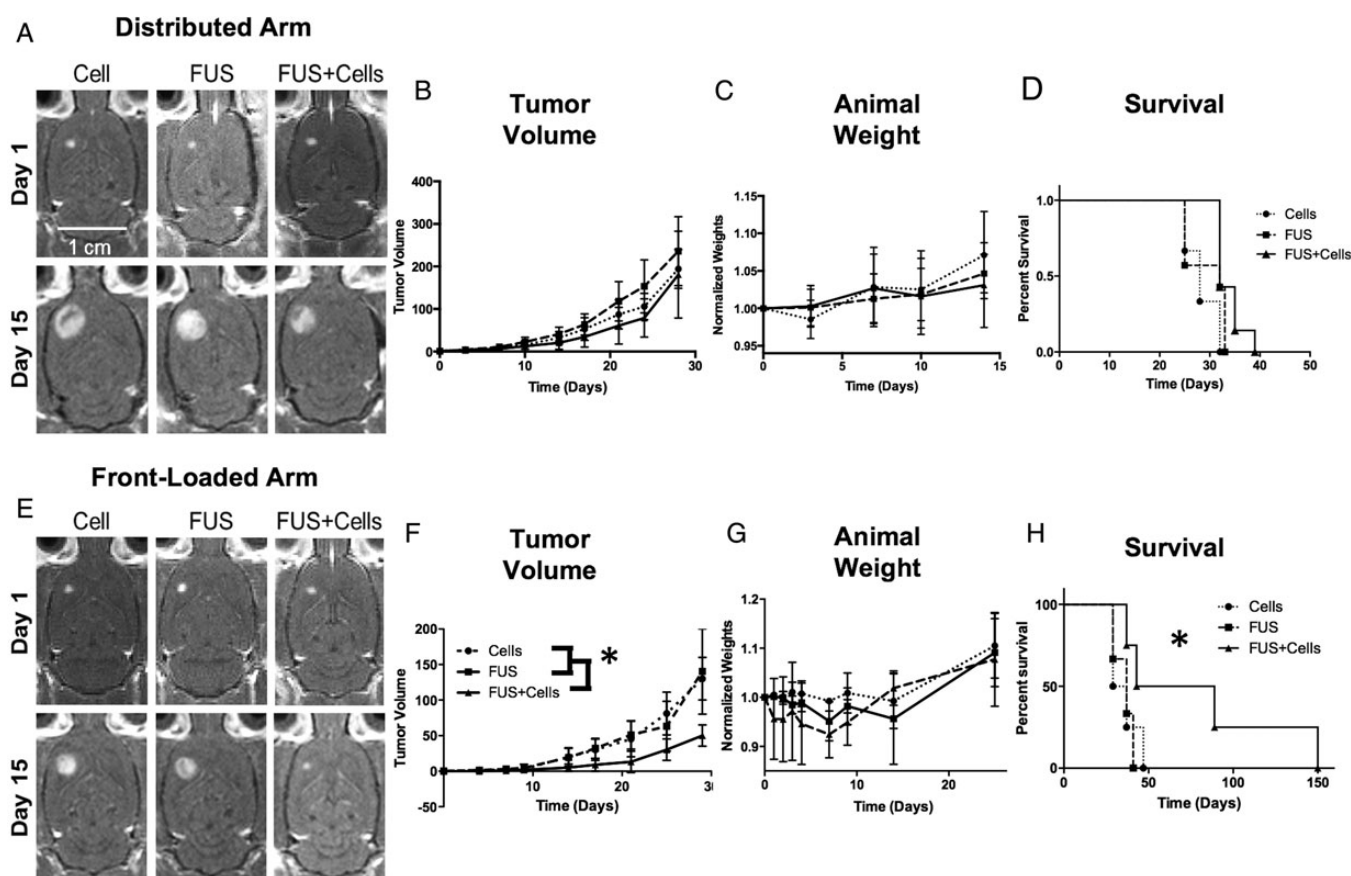 A
Distributed Arm
Cell
FUS
FUS+Cells
Day 1
1 cm
Day 15
B
Tumor
Volume
400
300
200
100
0
Tumor Volume
0
10
20
30
Time (Days)
C
Animal
Weight
1.15
1.10
1.05
1.00
0.95
Normalized Weights
0
5
10
15
Time (Days)
D
Survival
1.0
0.5
0.0
Percent Survival
0
10
20
30
40
50
Time (Days)
Cells
FUS
FUS+Cells
Front-Loaded Arm
E
Cell
FUS
FUS+Cells
Day 1
Day 15
F
Tumor
Volume
200
150
100
50
0
-50
Tumor Volume
Cells
FUS
FUS+Cells
*
10
20
Time (Days)
G
Animal
Weight
1.2
1.1
1.0
0.9
Normalized Weights
0
10
20
Time (Days)
H
Survival
100
50
0
Percent survival
0
50
100
150
Time (Days)
*
Cells
FUS
FUS+Cells